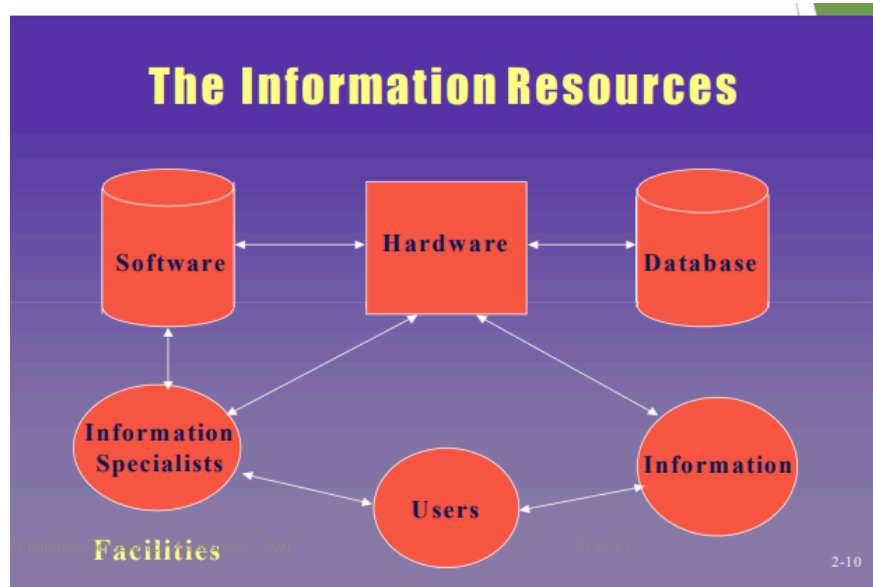 The Information Resources
Software
Hardware
Database
Information
Specialists
Users
Information
Facilities
2-10